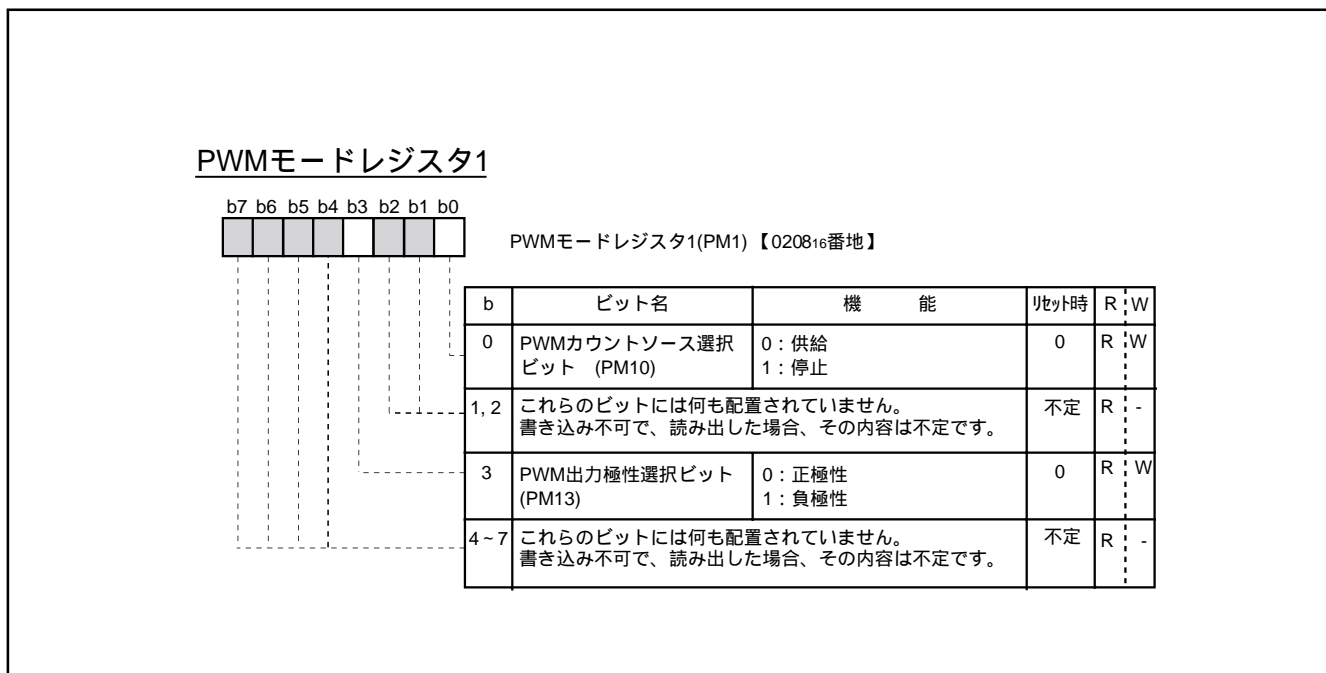 PWMモードレジスタ1
b7 b6 b5 b4 b3 b2 b1 b0
PWMモードレジスタ1(PM1)【020816番地】
b ビット名 機 能 リセット時 R W
0 PWMカウントソース選択 0：供給 0 R W
ビット (PM10) 1：停止
1, 2 これらのビットには何も配置されていません。 不定 R -
書き込み不可で、読み出した場合、その内容は不定です。
3 PWM出力極性選択ビット 0：正極性 0 R W
(PM13) 1：負極性
4~7 これらのビットには何も配置されていません。 不定 R -
書き込み不可で、読み出した場合、その内容は不定です。